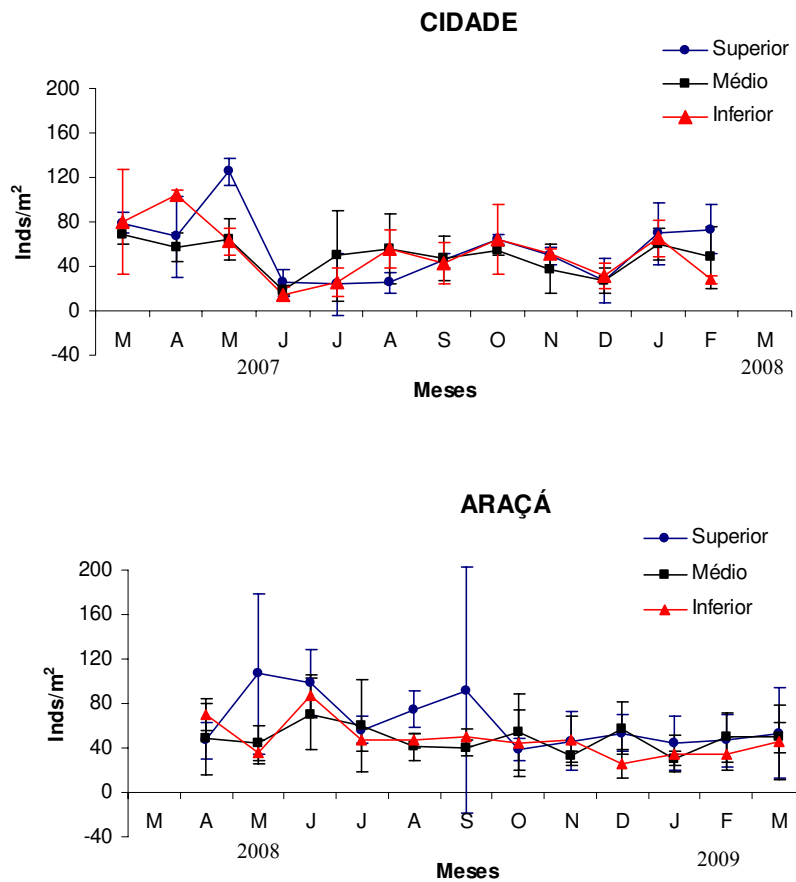 CIDADE
Superior
Médio
Inferior
200
160
120
80
40
0
-40
Inds/m²
M A M J J A S O N D J F M
2007 2008
Meses
ARAÇÁ
Superior
Médio
Inferior
200
160
120
80
40
0
-40
Inds/m²
M A M J J A S O N D J F M
2008 2009
Meses